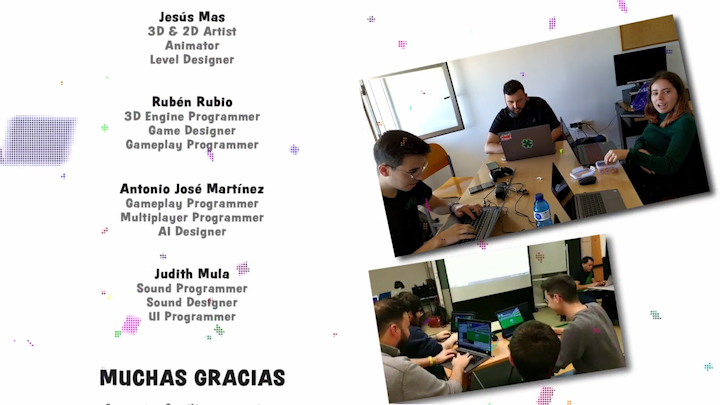 Jesús Mas
3D & 2D Artist
Animator
Level Designer
Rubén Rubio
3D Engine Programmer
Game Designer
Gameplay Programmer
Antonio José Martínez
Gameplay Programmer
Multiplayer Programmer
AI Designer
Judith Mula
Sound Programmer
Sound Designer
UI Programmer
MUCHAS GRACIAS